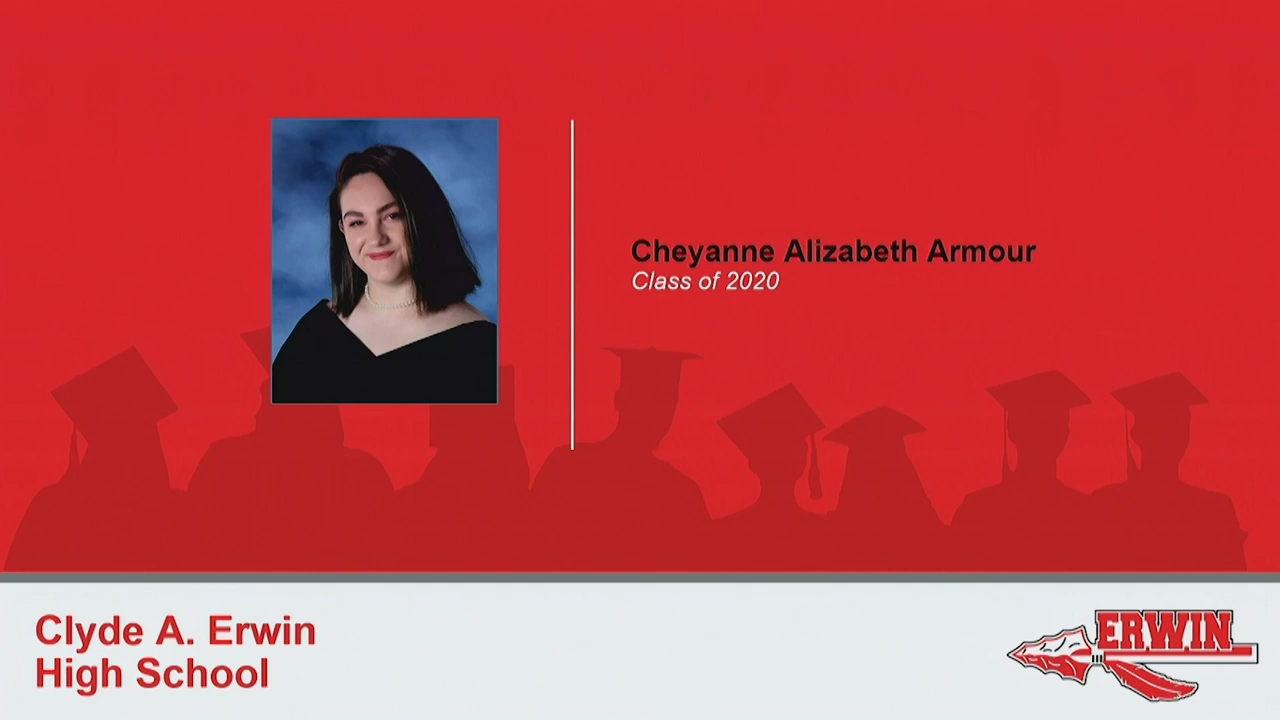 Cheyanne Alizabeth Armour
Class of 2020
Clyde A. Erwin
High School
ERWIN